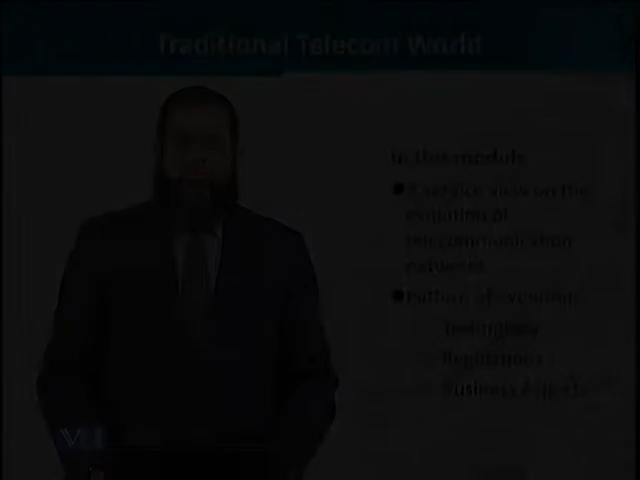 Traditional Telecom World
In this module
A service view on the
evolution of
telecommunication
networks
Pattern of evolution
Technology
Regulations
Business Aspects
VU